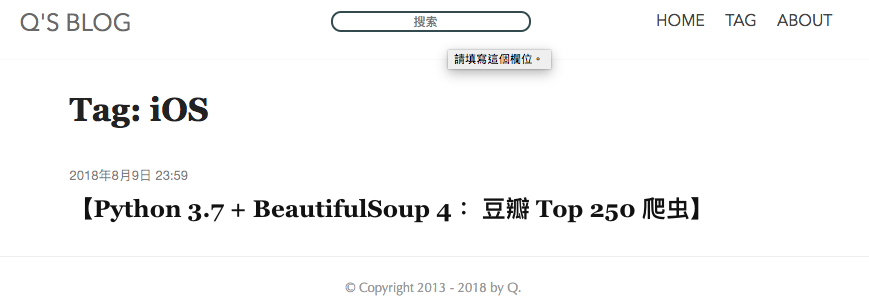 Q'S BLOG 搜索 HOME TAG ABOUT
請填寫這個欄位。
Tag: iOS
2018年8月9日 23:59
【Python 3.7 + BeautifulSoup 4： 豆瓣 Top 250 爬虫】
© Copyright 2013 - 2018 by Q.